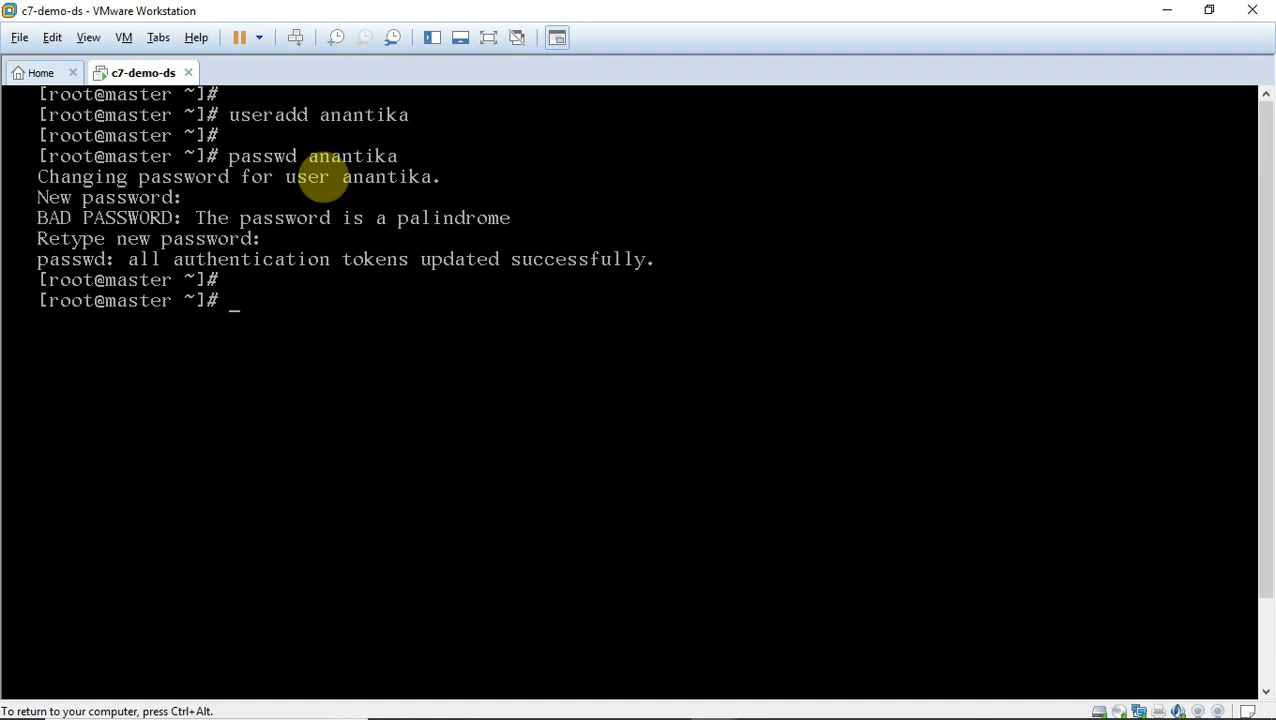 c7-demo-ds - VMware Workstation
File Edit View VM Tabs Help
Home c7-demo-ds
[root@master ~]#
[root@master ~]# useradd anantika
[root@master ~]#
[root@master ~]# passwd anantika
Changing password for user anantika.
New password:
BAD PASSWORD: The password is a palindrome
Retype new password:
passwd: all authentication tokens updated successfully.
[root@master ~]#
[root@master ~]# _
To return to your computer, press Ctrl+Alt.